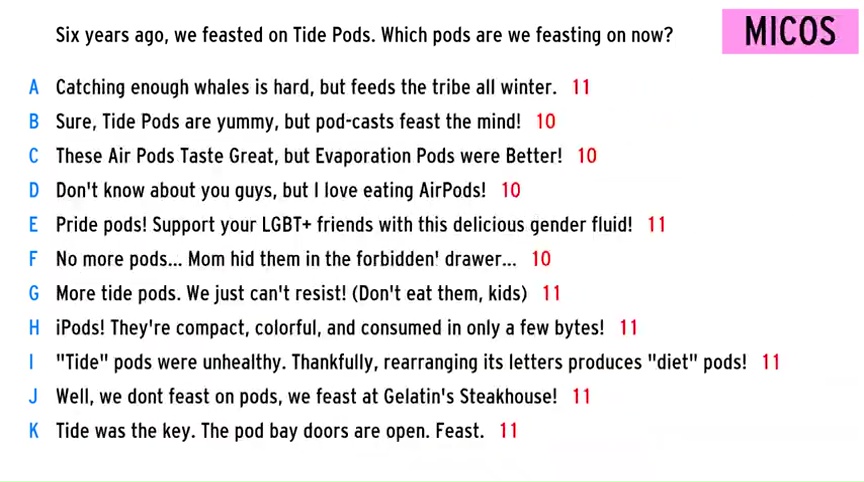 Six years ago, we feasted on Tide Pods. Which pods are we feasting on now?
MICOS
A Catching enough whales is hard, but feeds the tribe all winter. 11
B Sure, Tide Pods are yummy, but pod-casts feast the mind! 10
C These Air Pods Taste Great, but Evaporation Pods were Better! 10
D Don't know about you guys, but I love eating AirPods! 10
E Pride pods! Support your LGBT+ friends with this delicious gender fluid! 11
F No more pods... Mom hid them in the forbidden' drawer... 10
G More tide pods. We just can't resist! (Don't eat them, kids) 11
H iPods! They're compact, colorful, and consumed in only a few bytes! 11
I "Tide" pods were unhealthy. Thankfully, rearranging its letters produces "diet" pods! 11
J Well, we dont feast on pods, we feast at Gelatin's Steakhouse! 11
K Tide was the key. The pod bay doors are open. Feast. 11